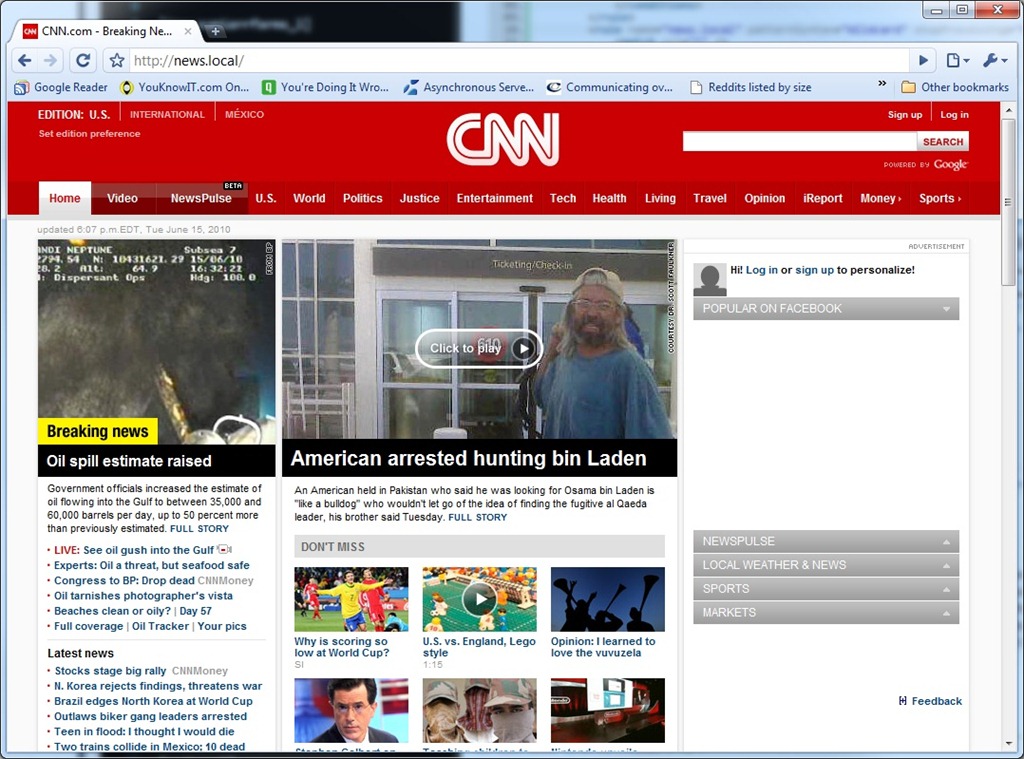 CNN.com - Breaking Ne...
http://news.local/
Google Reader
YouKnowIT.com On...
You're Doing It Wro...
Asynchronous Serve...
Communicating ov...
Reddits listed by size
»
Other bookmarks
EDITION: U.S.
INTERNATIONAL
MÉXICO
Set edition preference
CNN
Sign up
Log in
SEARCH
POWERED BY Google
Home
Video
NewsPulse
BETA
U.S.
World
Politics
Justice
Entertainment
Tech
Health
Living
Travel
Opinion
iReport
Money ›
Sports ›
updated 6:07 p.m.EDT, Tue June 15, 2010
ANDI NEPTUNE Subsea 7
2794.54 N: 10431621.29 15/06/10
Alt: 64.9 16:32:21
: Dispersant Ops Hdg: 100.0
FROM BP
Breaking news
Oil spill estimate raised
Government officials increased the estimate of
oil flowing into the Gulf to between 35,000 and
60,000 barrels per day, up to 50 percent more
than previously estimated. FULL STORY
• LIVE: See oil gush into the Gulf
• Experts: Oil a threat, but seafood safe
• Congress to BP: Drop dead CNNMoney
• Oil tarnishes photographer's vista
• Beaches clean or oily? | Day 57
• Full coverage | Oil Tracker | Your pics
Latest news
• Stocks stage big rally CNNMoney
• N. Korea rejects findings, threatens war
• Brazil edges North Korea at World Cup
• Outlaws biker gang leaders arrested
• Teen in flood: I thought I would die
• Two trains collide in Mexico; 10 dead
Ticketing/Check-In
610
Click to play
COURTESY DR. SCOTT FAULKNER
American arrested hunting bin Laden
An American held in Pakistan who said he was looking for Osama bin Laden is
"like a bulldog" who wouldn't let go of the idea of finding the fugitive al Qaeda
leader, his brother said Tuesday. FULL STORY
DON'T MISS
Why is scoring so
low at World Cup?
SI
U.S. vs. England, Lego
style
1:15
Opinion: I learned to
love the vuvuzela
Stephen Colbert on
Teaching children to
Nintendo unveils
ADVERTISEMENT
Hi! Log in or sign up to personalize!
POPULAR ON FACEBOOK
NEWSPULSE
LOCAL WEATHER & NEWS
SPORTS
MARKETS
[+] Feedback